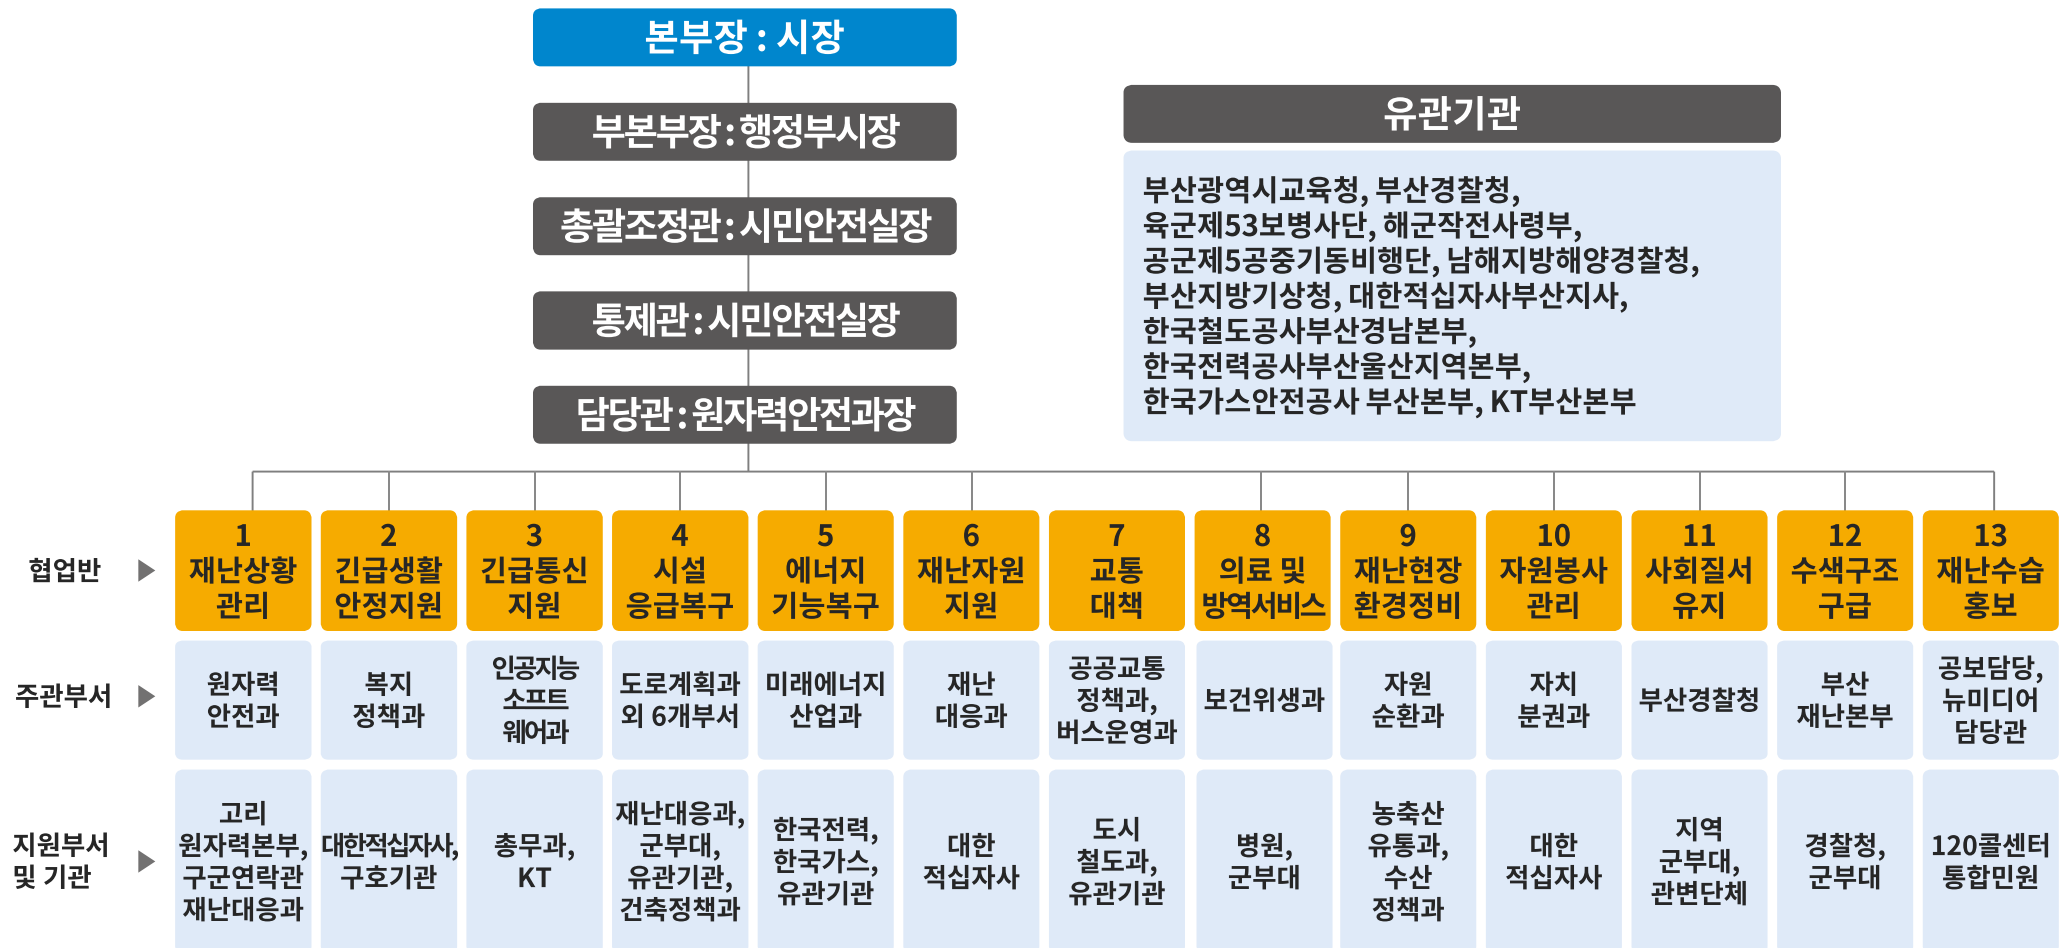 본부장 : 시장
부본부장 : 행정부시장
총괄조정관 : 시민안전실장
통제관 : 시민안전실장
담당관 : 원자력안전과장
유관기관
부산광역시교육청, 부산경찰청,
육군제53보병사단, 해군작전사령부,
공군제5공중기동비행단, 남해지방해양경찰청,
부산지방기상청, 대한적십자사부산지사,
한국철도공사부산경남본부,
한국전력공사부산울산지역본부,
한국가스안전공사 부산본부, KT부산본부
협업반
1
재난상황
관리
2
긴급생활
안정지원
3
긴급통신
지원
4
시설
응급복구
5
에너지
기능복구
6
재난자원
지원
7
교통
대책
8
의료 및
방역서비스
9
재난현장
환경정비
10
자원봉사
관리
11
사회질서
유지
12
수색구조
구급
13
재난수습
홍보
주관부서
원자력
안전과
복지
정책과
인공지능
소프트
웨어과
도로계획과
외 6개부서
미래에너지
산업과
재난
대응과
공공교통
정책과,
버스운영과
보건위생과
자원
순환과
자치
분권과
부산경찰청
부산
재난본부
공보담당,
뉴미디어
담당관
지원부서
및 기관
고리
원자력본부,
구군연락관
재난대응과
대한적십자사,
구호기관
총무과,
KT
재난대응과,
군부대,
유관기관,
건축정책과
한국전력,
한국가스,
유관기관
대한
적십자사
도시
철도과,
유관기관
병원,
군부대
농축산
유통과,
수산
정책과
대한
적십자사
지역
군부대,
관변단체
경찰청,
군부대
120콜센터
통합민원